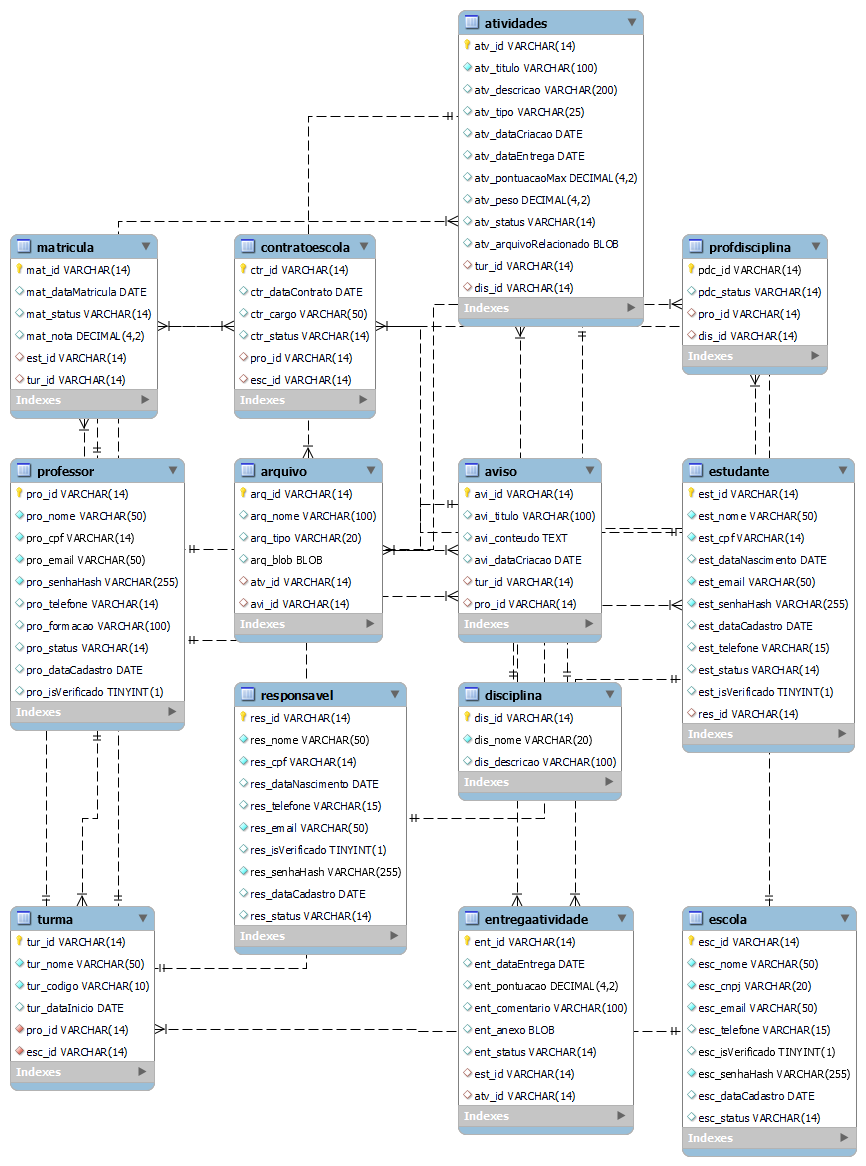 atividades
atv_id VARCHAR(14)
atv_titulo VARCHAR(100)
atv_descricao VARCHAR(200)
atv_tipo VARCHAR(25)
atv_dataCriacao DATE
atv_dataEntrega DATE
atv_pontuacaoMax DECIMAL(4,2)
atv_peso DECIMAL(4,2)
atv_status VARCHAR(14)
atv_arquivoRelacionado BLOB
tur_id VARCHAR(14)
dis_id VARCHAR(14)
Indexes
matricula
mat_id VARCHAR(14)
mat_dataMatricula DATE
mat_status VARCHAR(14)
mat_nota DECIMAL(4,2)
est_id VARCHAR(14)
tur_id VARCHAR(14)
Indexes
contratoescola
ctr_id VARCHAR(14)
ctr_dataContrato DATE
ctr_cargo VARCHAR(50)
ctr_status VARCHAR(14)
pro_id VARCHAR(14)
esc_id VARCHAR(14)
Indexes
profdisciplina
pdc_id VARCHAR(14)
pdc_status VARCHAR(14)
pro_id VARCHAR(14)
dis_id VARCHAR(14)
Indexes
professor
pro_id VARCHAR(14)
pro_nome VARCHAR(50)
pro_cpf VARCHAR(14)
pro_email VARCHAR(50)
pro_senhaHash VARCHAR(255)
pro_telefone VARCHAR(14)
pro_formacao VARCHAR(100)
pro_status VARCHAR(14)
pro_dataCadastro DATE
pro_isVerificado TINYINT(1)
Indexes
arquivo
arq_id VARCHAR(14)
arq_nome VARCHAR(100)
arq_tipo VARCHAR(20)
arq_blob BLOB
atv_id VARCHAR(14)
avi_id VARCHAR(14)
Indexes
aviso
avi_id VARCHAR(14)
avi_titulo VARCHAR(100)
avi_conteudo TEXT
avi_dataCriacao DATE
tur_id VARCHAR(14)
pro_id VARCHAR(14)
Indexes
estudante
est_id VARCHAR(14)
est_nome VARCHAR(50)
est_cpf VARCHAR(14)
est_dataNascimento DATE
est_email VARCHAR(50)
est_senhaHash VARCHAR(255)
est_dataCadastro DATE
est_telefone VARCHAR(15)
est_status VARCHAR(14)
est_isVerificado TINYINT(1)
res_id VARCHAR(14)
Indexes
responsavel
res_id VARCHAR(14)
res_nome VARCHAR(50)
res_cpf VARCHAR(14)
res_dataNascimento DATE
res_telefone VARCHAR(15)
res_email VARCHAR(50)
res_isVerificado TINYINT(1)
res_senhaHash VARCHAR(255)
res_dataCadastro DATE
res_status VARCHAR(14)
Indexes
disciplina
dis_id VARCHAR(14)
dis_nome VARCHAR(20)
dis_descricao VARCHAR(100)
Indexes
turma
tur_id VARCHAR(14)
tur_nome VARCHAR(50)
tur_codigo VARCHAR(10)
tur_dataInicio DATE
pro_id VARCHAR(14)
esc_id VARCHAR(14)
Indexes
entregaatividade
ent_id VARCHAR(14)
ent_dataEntrega DATE
ent_pontuacao DECIMAL(4,2)
ent_comentario VARCHAR(100)
ent_anexo BLOB
ent_status VARCHAR(14)
est_id VARCHAR(14)
atv_id VARCHAR(14)
Indexes
escola
esc_id VARCHAR(14)
esc_nome VARCHAR(50)
esc_cnpj VARCHAR(20)
esc_email VARCHAR(50)
esc_telefone VARCHAR(15)
esc_isVerificado TINYINT(1)
esc_senhaHash VARCHAR(255)
esc_dataCadastro DATE
esc_status VARCHAR(14)
Indexes